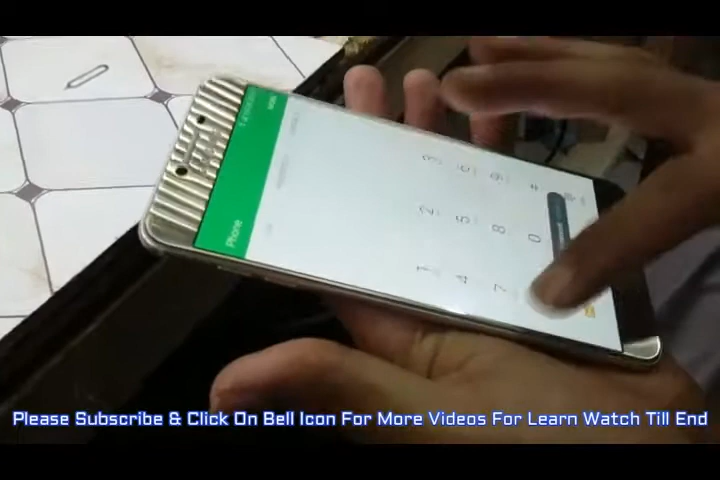 Phone
MORE
1 2 3
4 5 6
7 8 9
0 #
Please Subscribe & Click On Bell Icon For More Videos For Learn Watch Till End